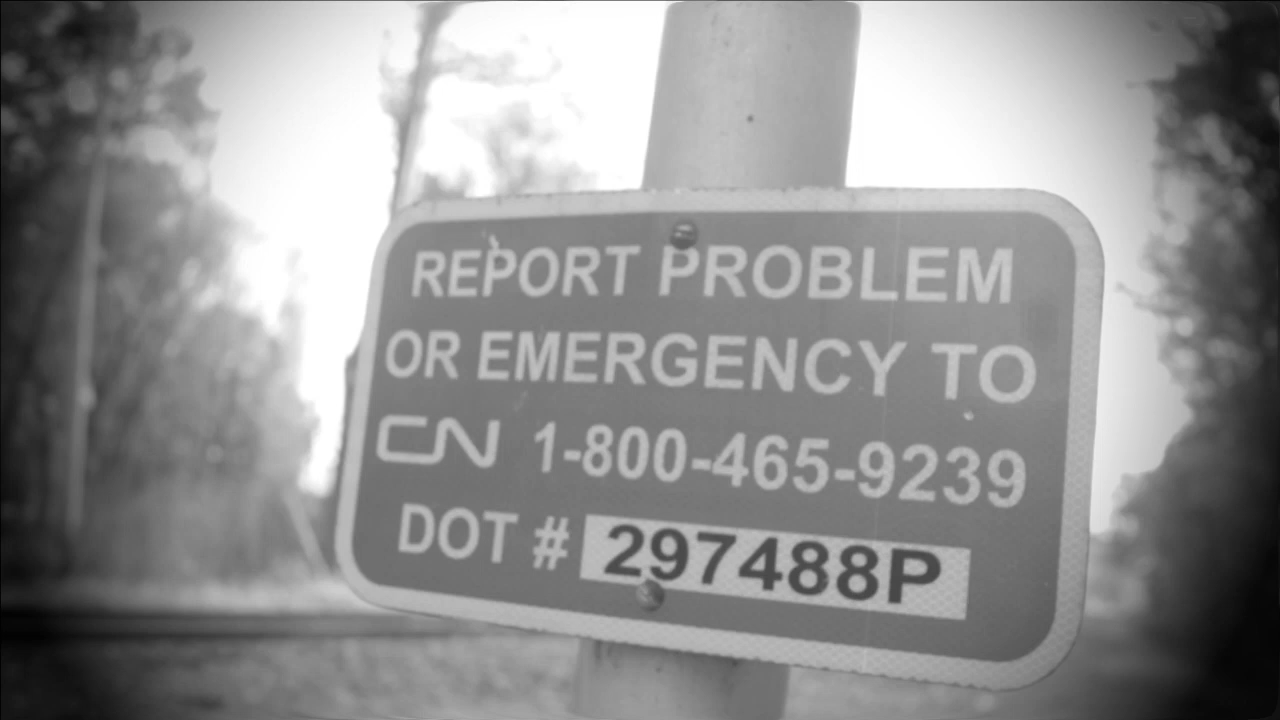 REPORT PROBLEM
OR EMERGENCY TO
CN 1-800-465-9239
DOT # 297488P